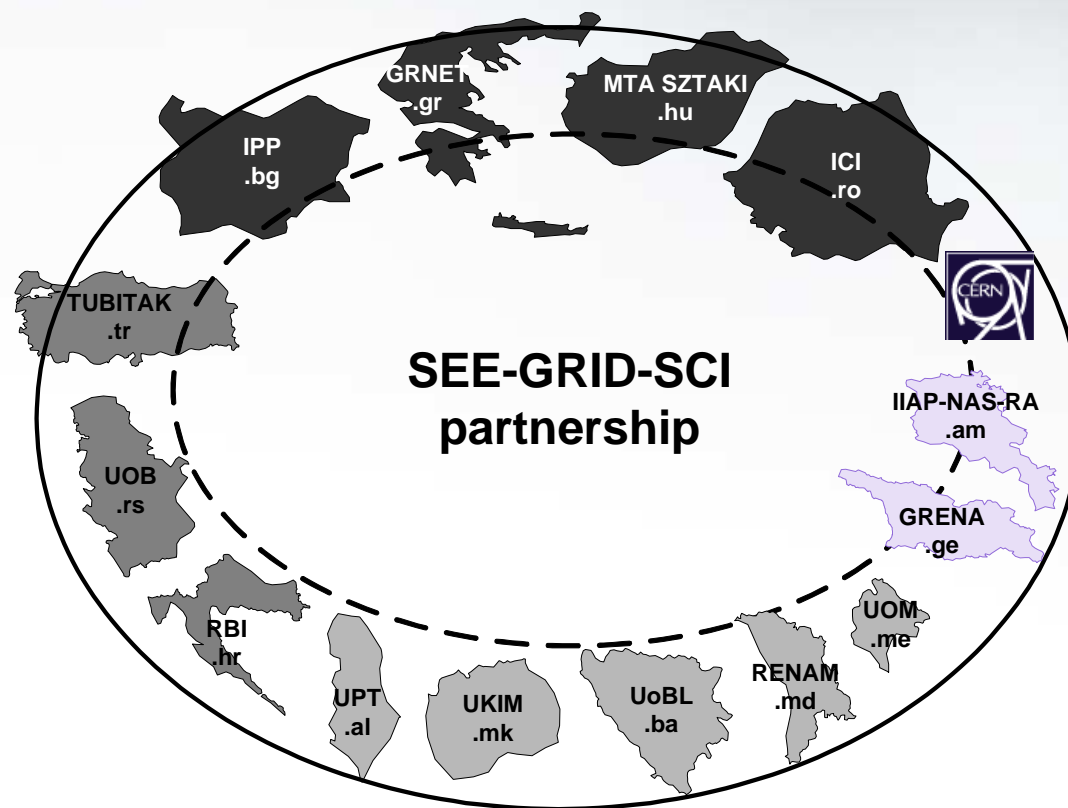 GRNET
.gr
MTA SZTAKI
.hu
IPP
.bg
ICI
.ro
CERN
TUBITAK
.tr
SEE-GRID-SCI
partnership
IIAP-NAS-RA
.am
UOB
.rs
GRENA
.ge
UOM
.me
RBI
.hr
RENAM
.md
UPT
.al
UKIM
.mk
UoBL
.ba